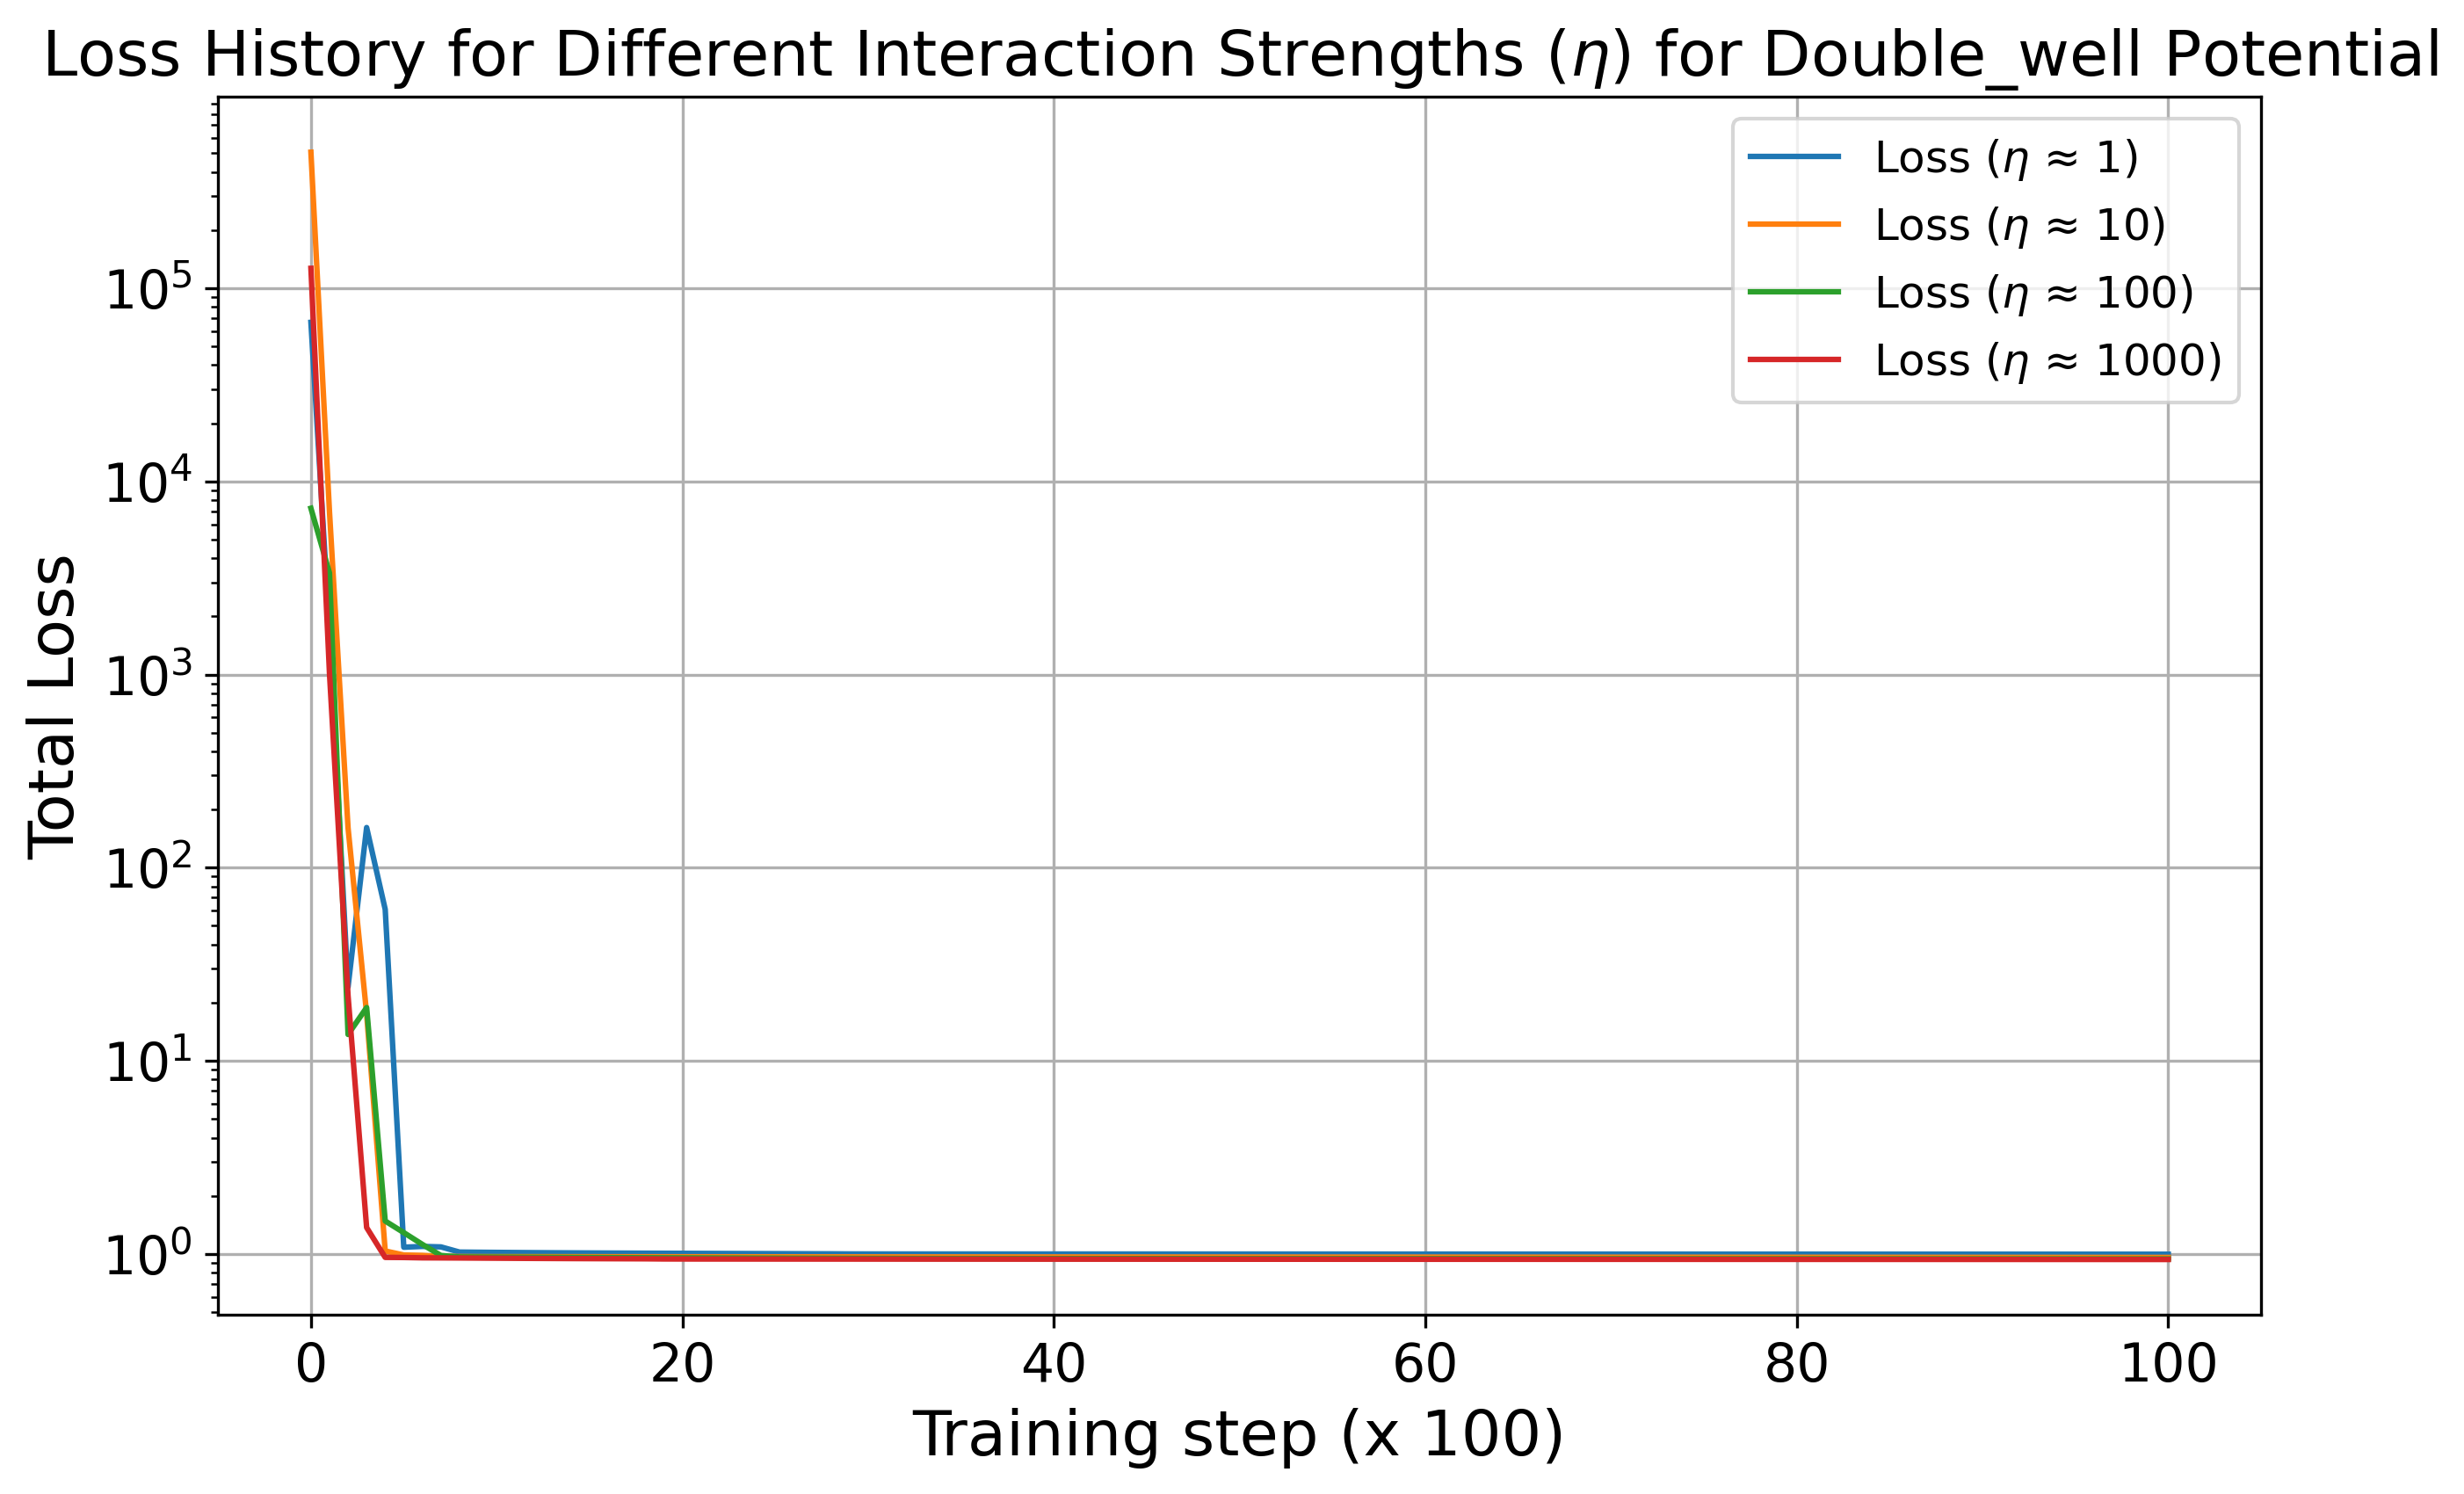 Loss History for Different Interaction Strengths (η) for Double_well Potential
Loss (η ≈ 1)
Loss (η ≈ 10)
Loss (η ≈ 100)
Loss (η ≈ 1000)
Total Loss
10⁵
10⁴
10³
10²
10¹
10⁰
0 20 40 60 80 100
Training step (x 100)